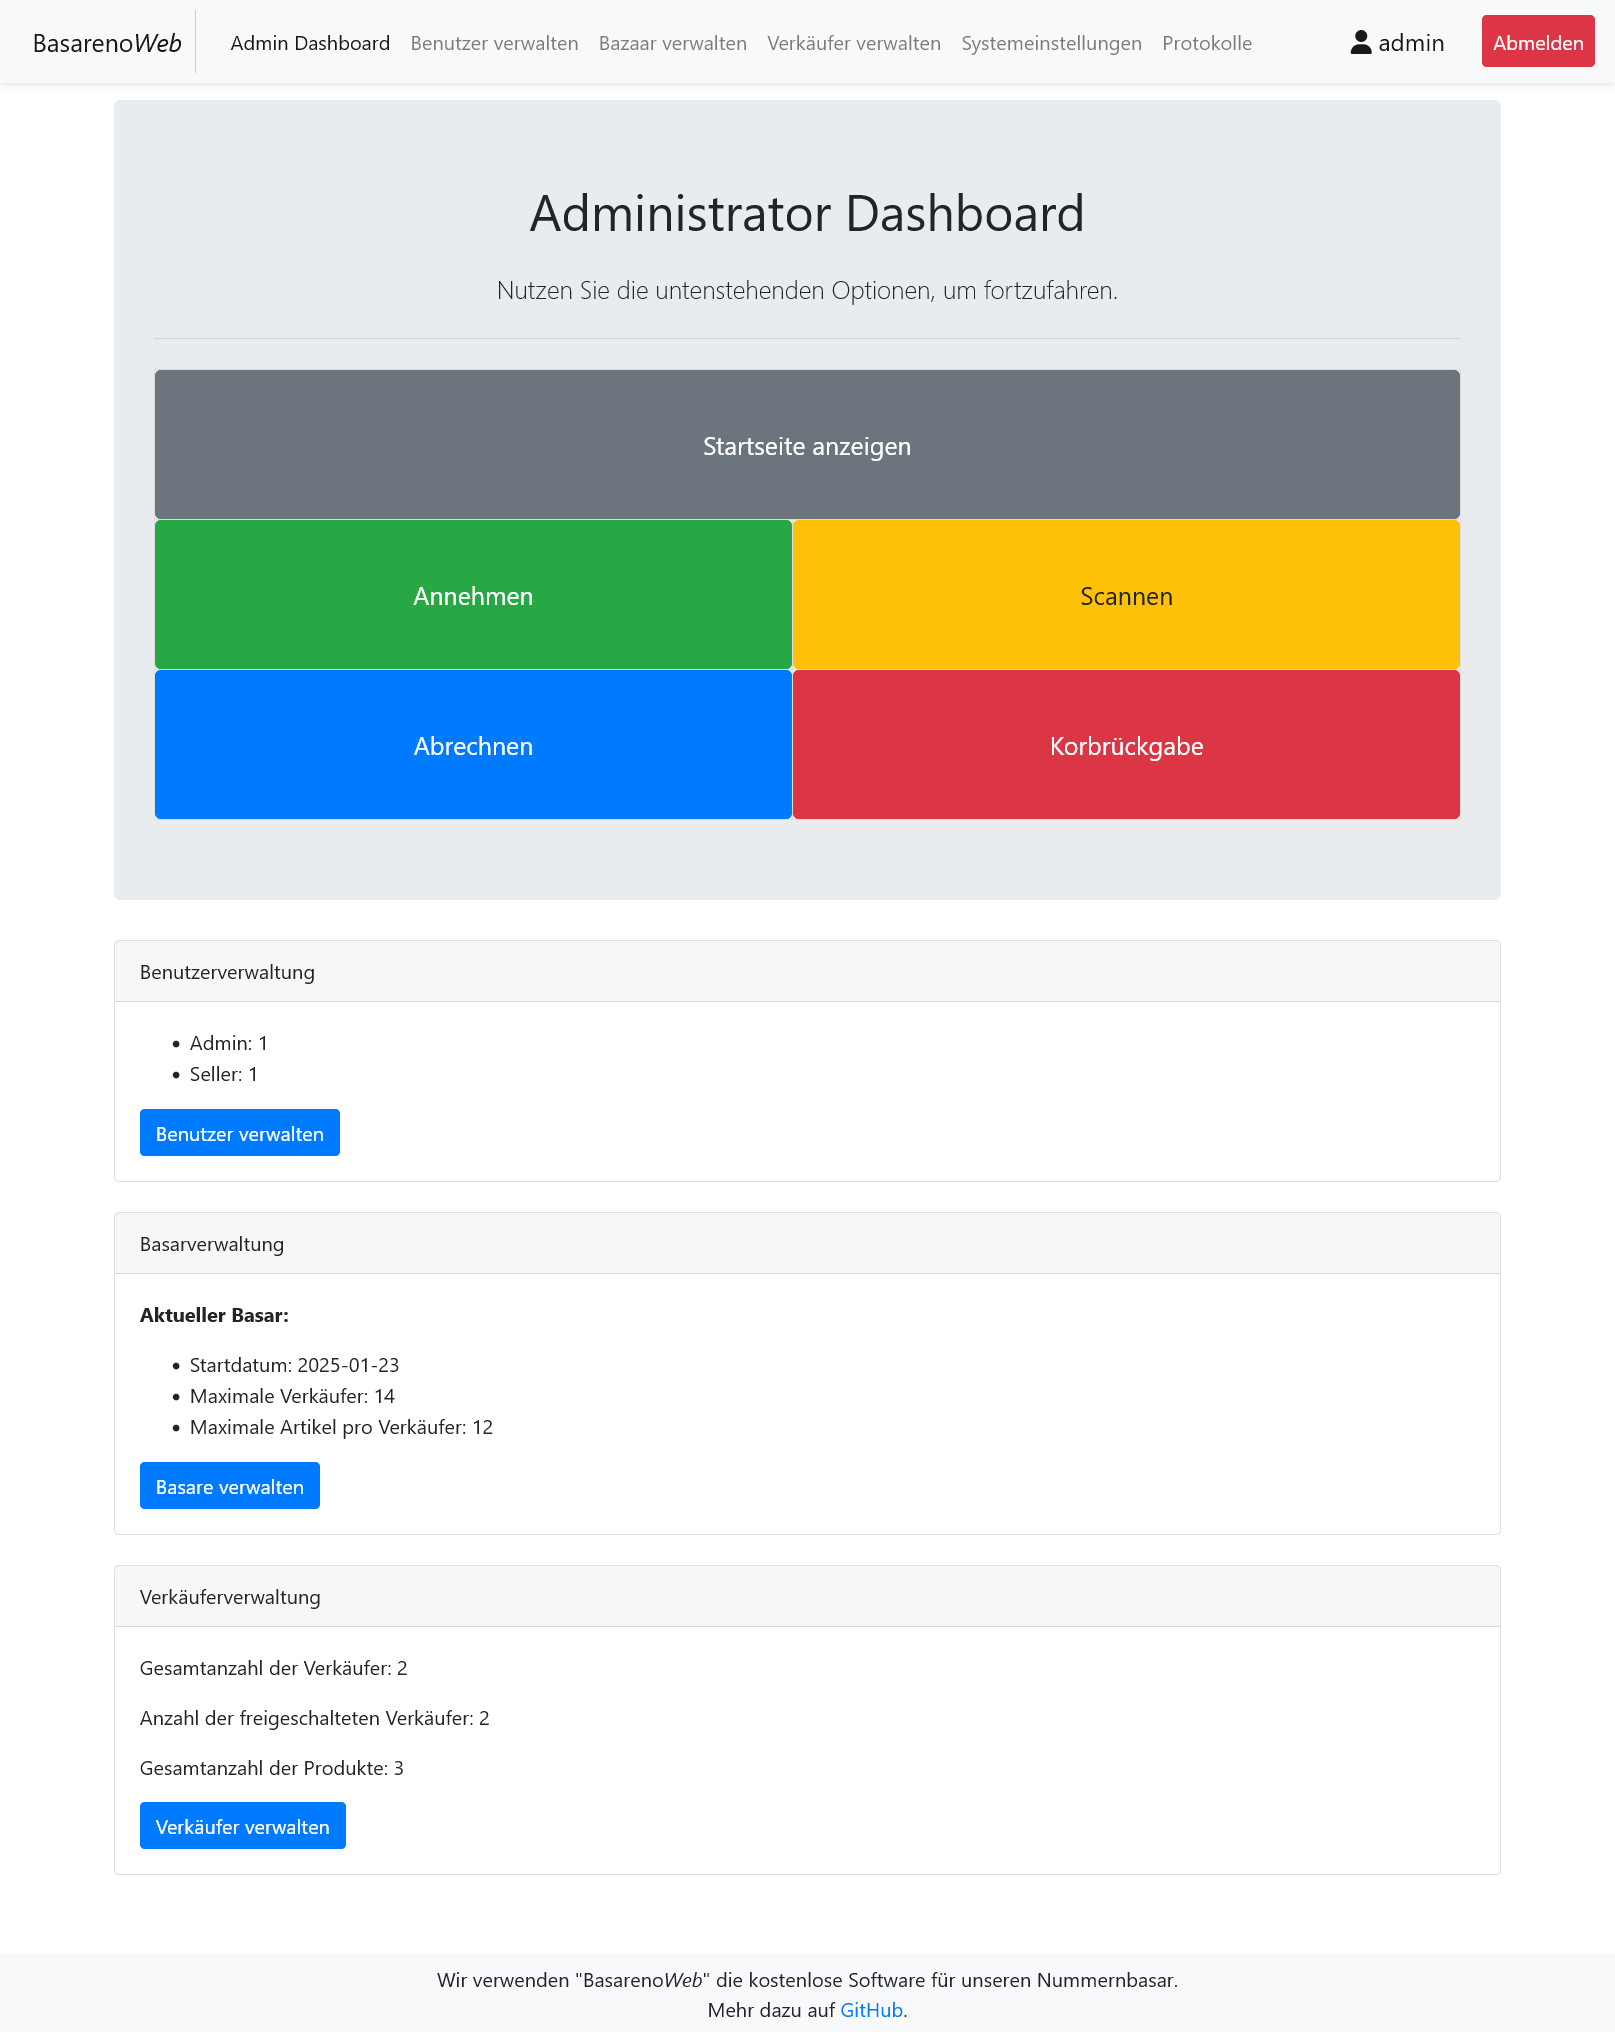 BasarenoWeb Admin Dashboard Benutzer verwalten Bazaar verwalten Verkäufer verwalten Systemeinstellungen Protokolle admin Abmelden
Administrator Dashboard
Nutzen Sie die untenstehenden Optionen, um fortzufahren.
Startseite anzeigen
Annehmen Scannen
Abrechnen Korbrückgabe
Benutzerverwaltung
• Admin: 1
• Seller: 1
Benutzer verwalten
Basarverwaltung
Aktueller Basar:
• Startdatum: 2025-01-23
• Maximale Verkäufer: 14
• Maximale Artikel pro Verkäufer: 12
Basare verwalten
Verkäuferverwaltung
Gesamtanzahl der Verkäufer: 2
Anzahl der freigeschalteten Verkäufer: 2
Gesamtanzahl der Produkte: 3
Verkäufer verwalten
Wir verwenden "BasarenoWeb" die kostenlose Software für unseren Nummernbasar.
Mehr dazu auf GitHub.